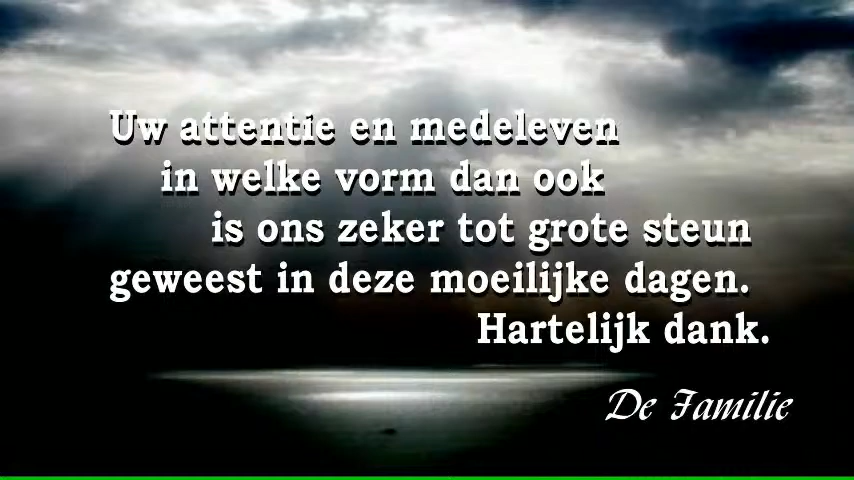 Uw attentie en medeleven
in welke vorm dan ook
is ons zeker tot grote steun
geweest in deze moeilijke dagen.
Hartelijk dank.
De Familie